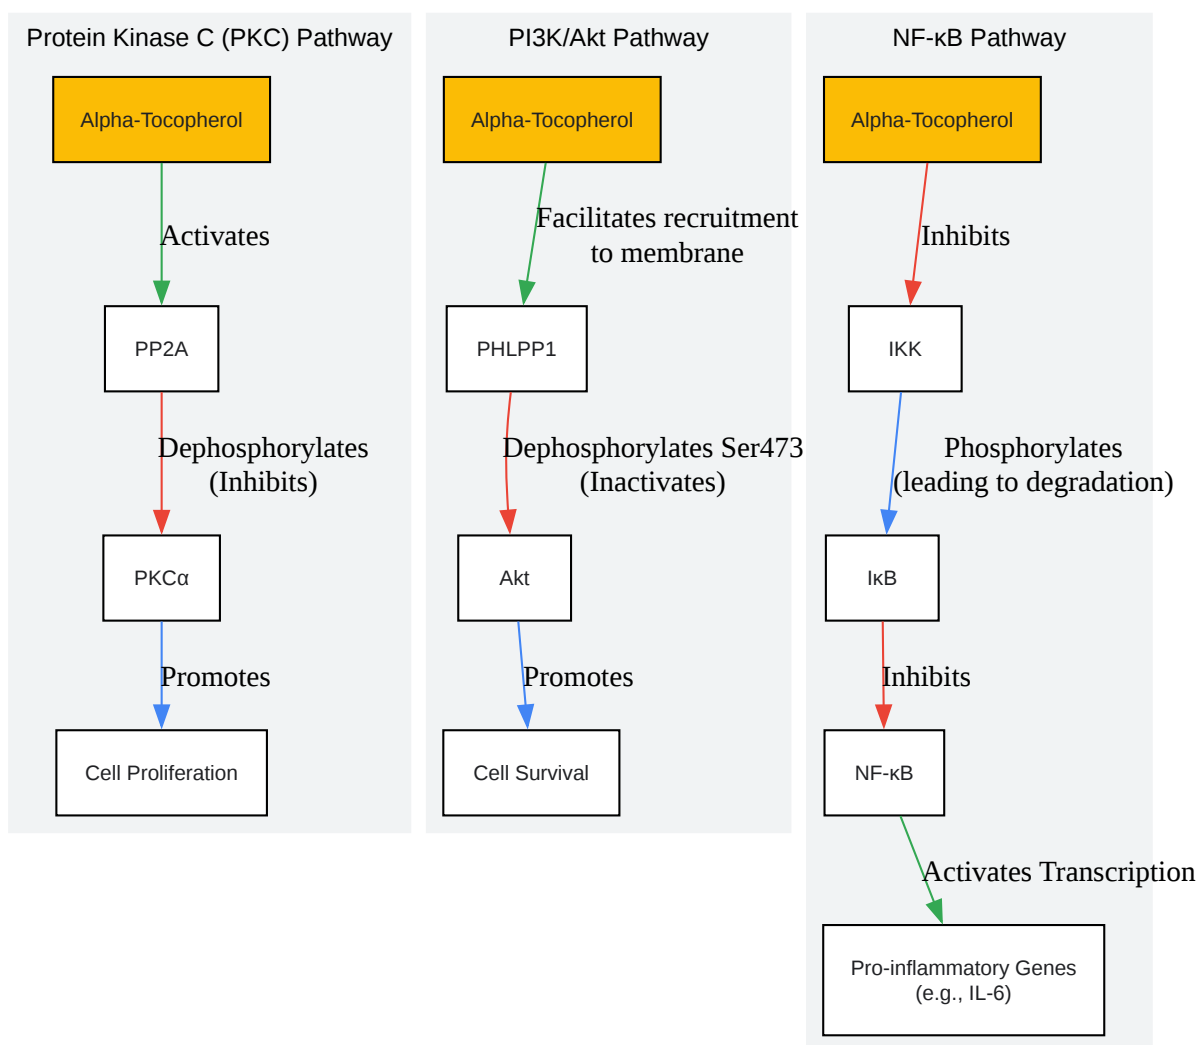 Protein Kinase C (PKC) Pathway
Alpha-Tocopherol
Activates
PP2A
Dephosphorylates
(Inhibits)
PKCα
Promotes
Cell Proliferation
PI3K/Akt Pathway
Alpha-Tocopherol
Facilitates recruitment
to membrane
PHLPP1
Dephosphorylates Ser473
(Inactivates)
Akt
Promotes
Cell Survival
NF-κB Pathway
Alpha-Tocopherol
Inhibits
IKK
Phosphorylates
(leading to degradation)
IκB
Inhibits
NF-κB
Activates Transcription
Pro-inflammatory Genes
(e.g., IL-6)